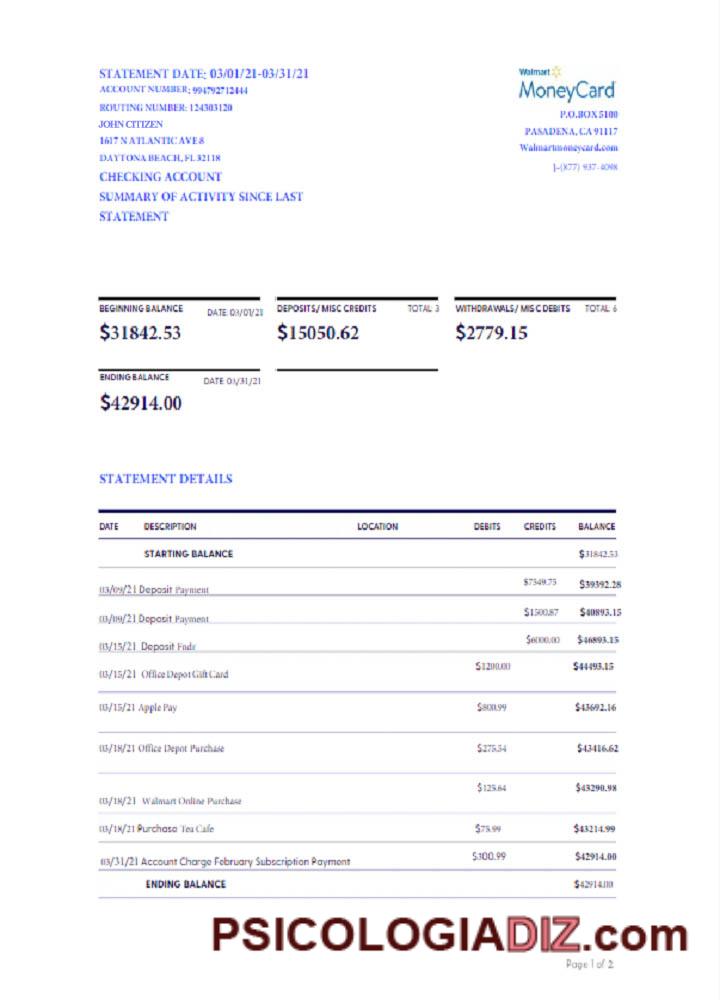 STATEMENT DATE: 03/01/21-03/31/21
ACCOUNT NUMBER: 994792712444
ROUTING NUMBER: 124303120
JOHN CITIZEN
1617 N ATLANTIC AVE 8
DAYTONA BEACH, FL 32118
CHECKING ACCOUNT
SUMMARY OF ACTIVITY SINCE LAST
STATEMENT
Walmart
MoneyCard
P.O.BOX 5100
PASADENA, CA 91117
Walmartmoneycard.com
1-(877) 937-4098
BEGINNING BALANCE DATE 03/01/21 DEPOSITS/ MISC CREDITS TOTAL 3 WITHDRAWALS/ MISC DEBITS TOTAL 6
$31842.53 $15050.62 $2779.15
ENDING BALANCE DATE 03/31/21
$42914.00
STATEMENT DETAILS
DATE DESCRIPTION LOCATION DEBITS CREDITS BALANCE
STARTING BALANCE $31842.53
03/09/21 Deposit Payment $7549.75 $39392.28
03/09/21 Deposit Payment $1500.87 $40893.15
03/15/21 Deposit $6000.00 $46893.15
03/15/21 Office Depot Gift Card $1200.00 $44493.15
03/15/21 Apple Pay $800.99 $43692.16
03/18/21 Office Depot Purchase $275.54 $43416.62
03/18/21 Walmart Online Purchase $125.64 $43290.98
03/18/21 Purchase Tea Cafe $75.99 $43214.99
03/31/21 Account Charge February Subscription Payment $300.99 $42914.00
ENDING BALANCE $42914.00
PSICOLOGIADIZ.com
Page 1 of 2